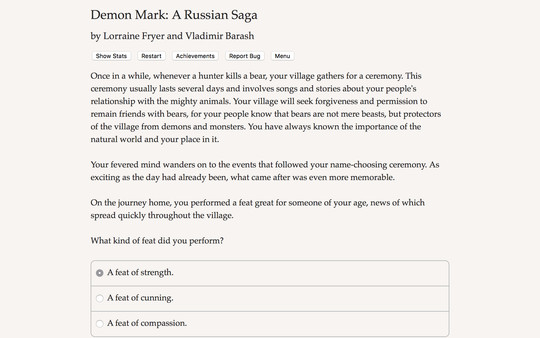 Demon Mark: A Russian Saga
by Lorraine Fryer and Vladimir Barash
Show Stats Restart Achievements Report Bug Menu
Once in a while, whenever a hunter kills a bear, your village gathers for a ceremony. This
ceremony usually lasts several days and involves songs and stories about your people's
relationship with the mighty animals. Your village will seek forgiveness and permission to
remain friends with bears, for your people know that bears are not mere beasts, but protectors
of the village from demons and monsters. You have always known the importance of the
natural world and your place in it.
Your fevered mind wanders on to the events that followed your name-choosing ceremony. As
exciting as the day had already been, what came after was even more memorable.
On the journey home, you performed a feat great for someone of your age, news of which
spread quickly throughout the village.
What kind of feat did you perform?
A feat of strength.
A feat of cunning.
A feat of compassion.